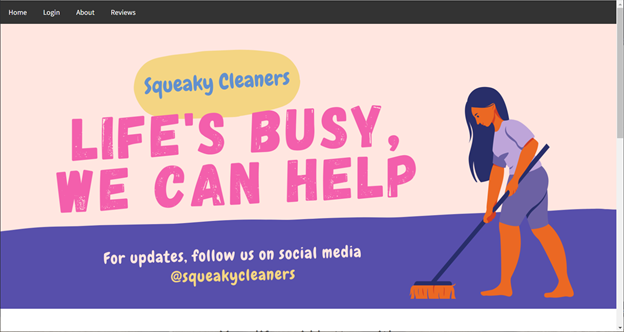 Home Login About Reviews
Squeaky Cleaners
LIFE'S BUSY,
WE CAN HELP
For updates, follow us on social media
@squeakycleaners